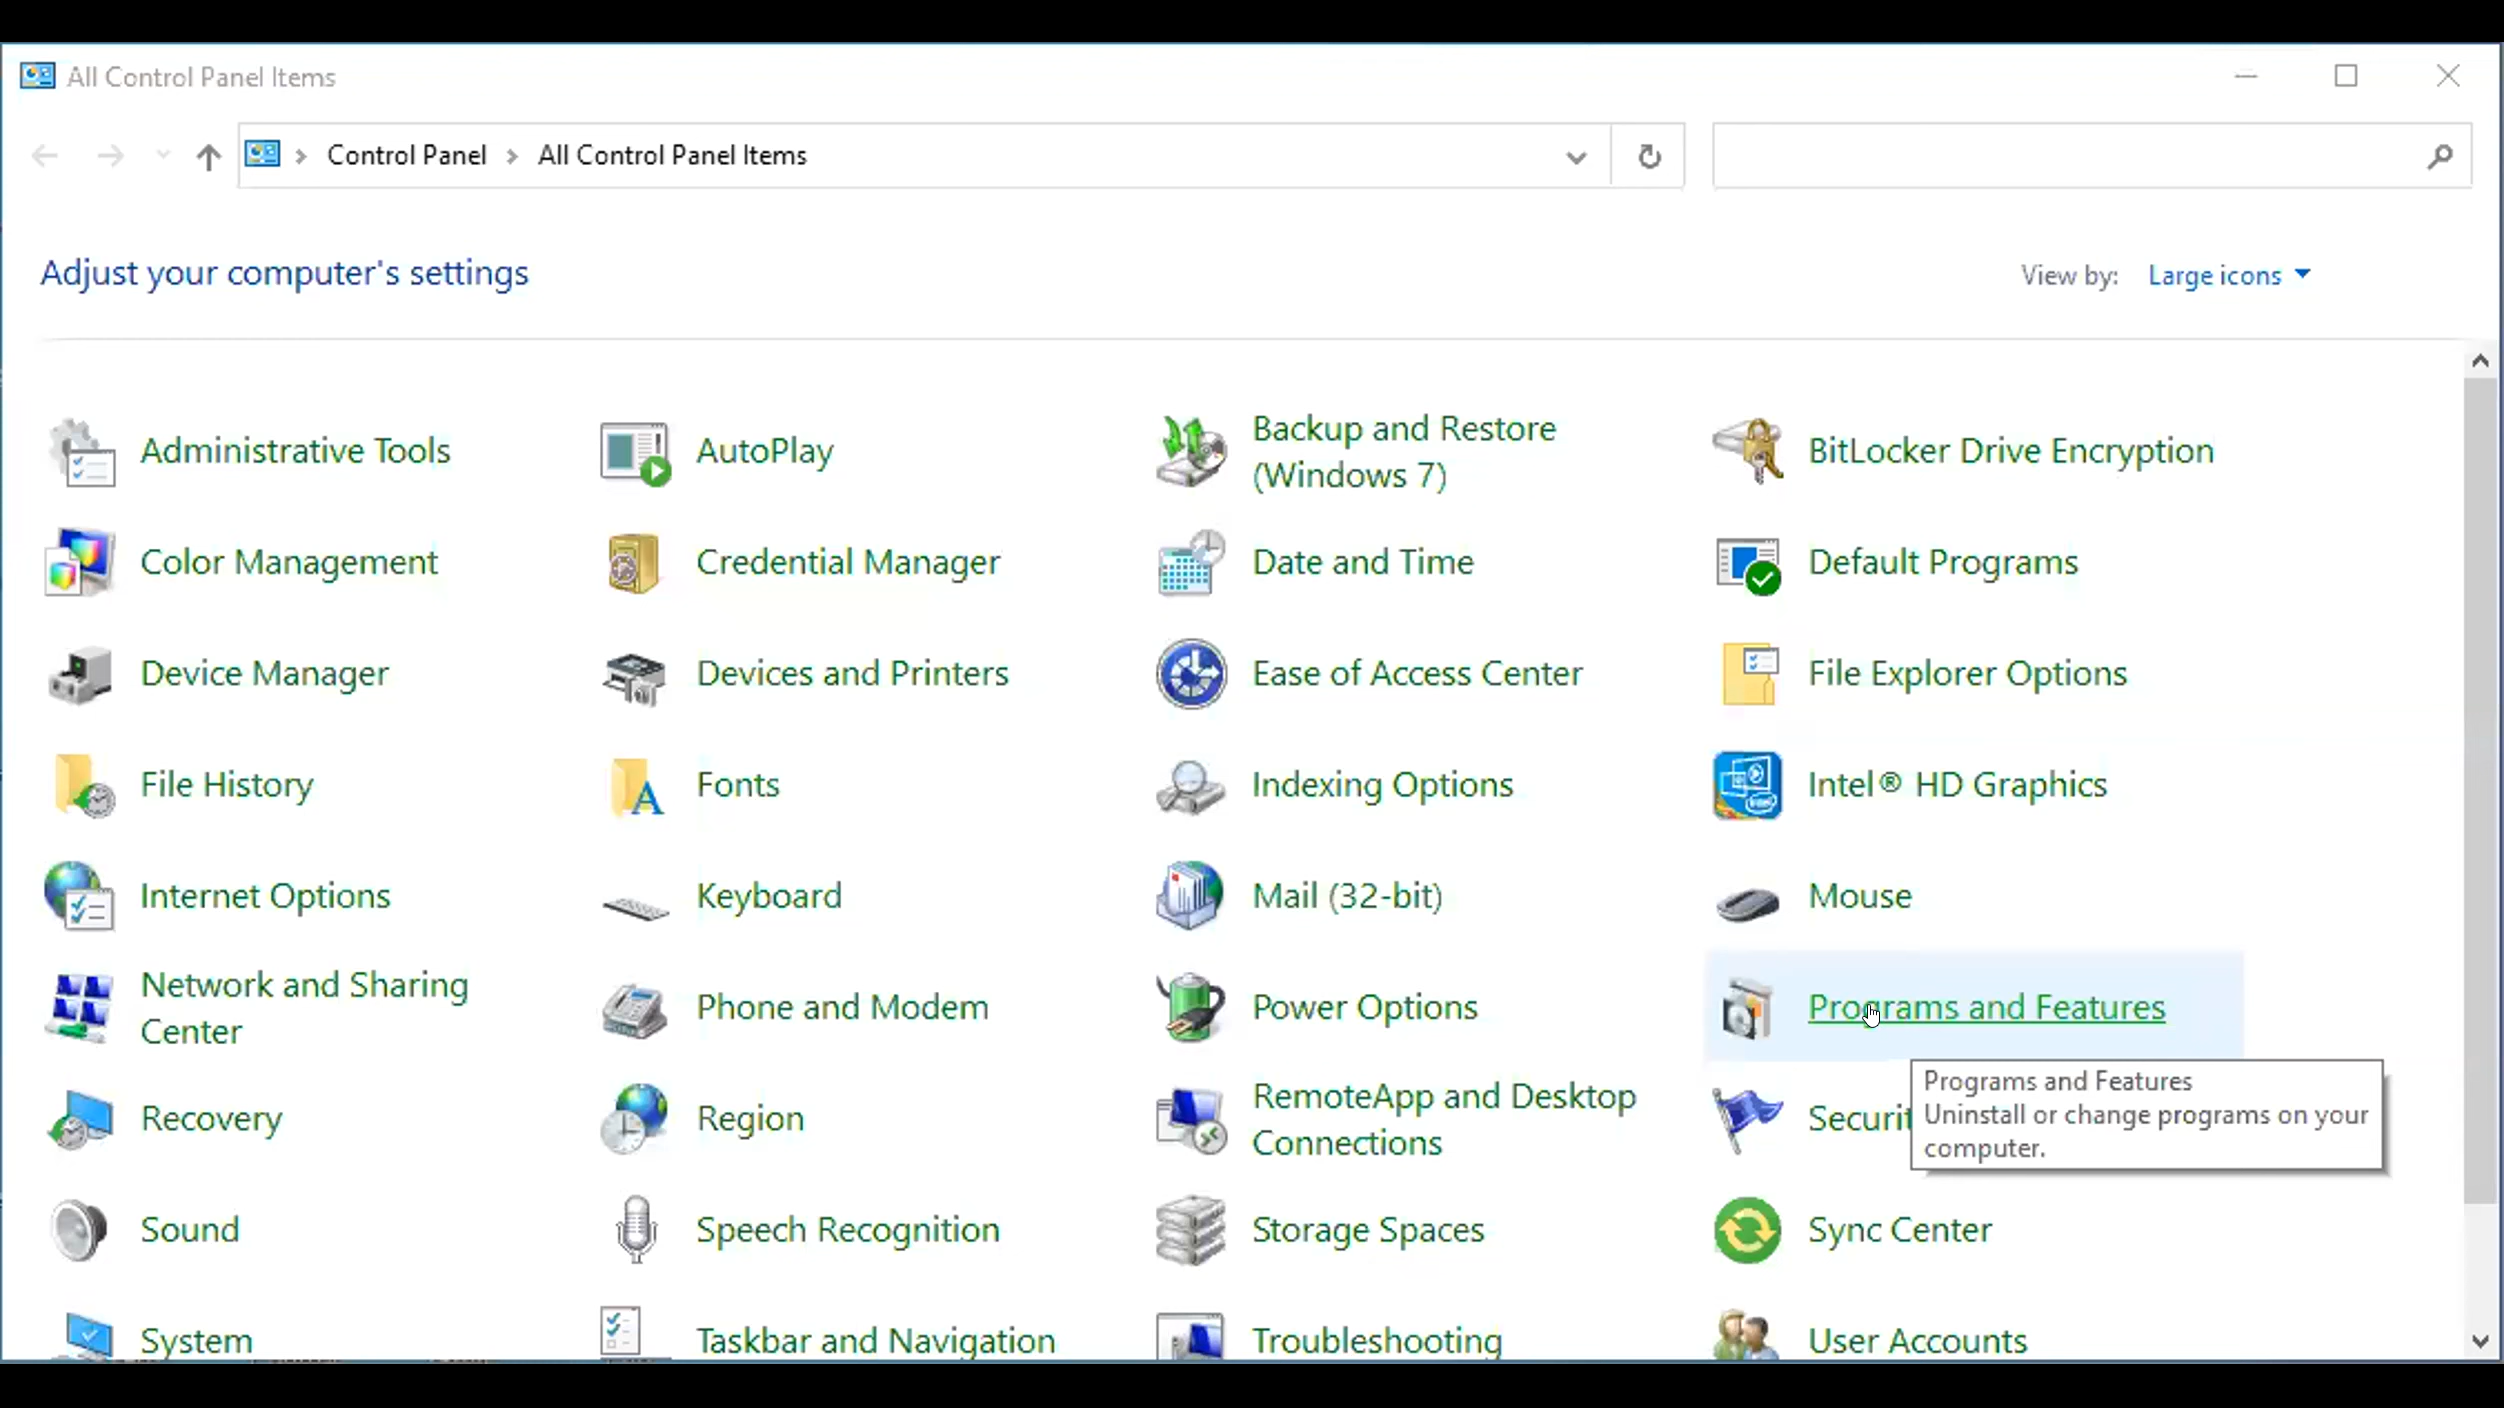 All Control Panel Items
Control Panel All Control Panel Items
Adjust your computer's settings
View by: Large icons
Administrative Tools
AutoPlay
Backup and Restore
(Windows 7)
BitLocker Drive Encryption
Color Management
Credential Manager
Date and Time
Default Programs
Device Manager
Devices and Printers
Ease of Access Center
File Explorer Options
File History
Fonts
Indexing Options
Intel® HD Graphics
Internet Options
Keyboard
Mail (32-bit)
Mouse
Network and Sharing
Center
Phone and Modem
Power Options
Programs and Features
Programs and Features
Uninstall or change programs on your
computer.
Recovery
Region
RemoteApp and Desktop
Connections
Sound
Speech Recognition
Storage Spaces
Sync Center
System
Taskbar and Navigation
Troubleshooting
User Accounts